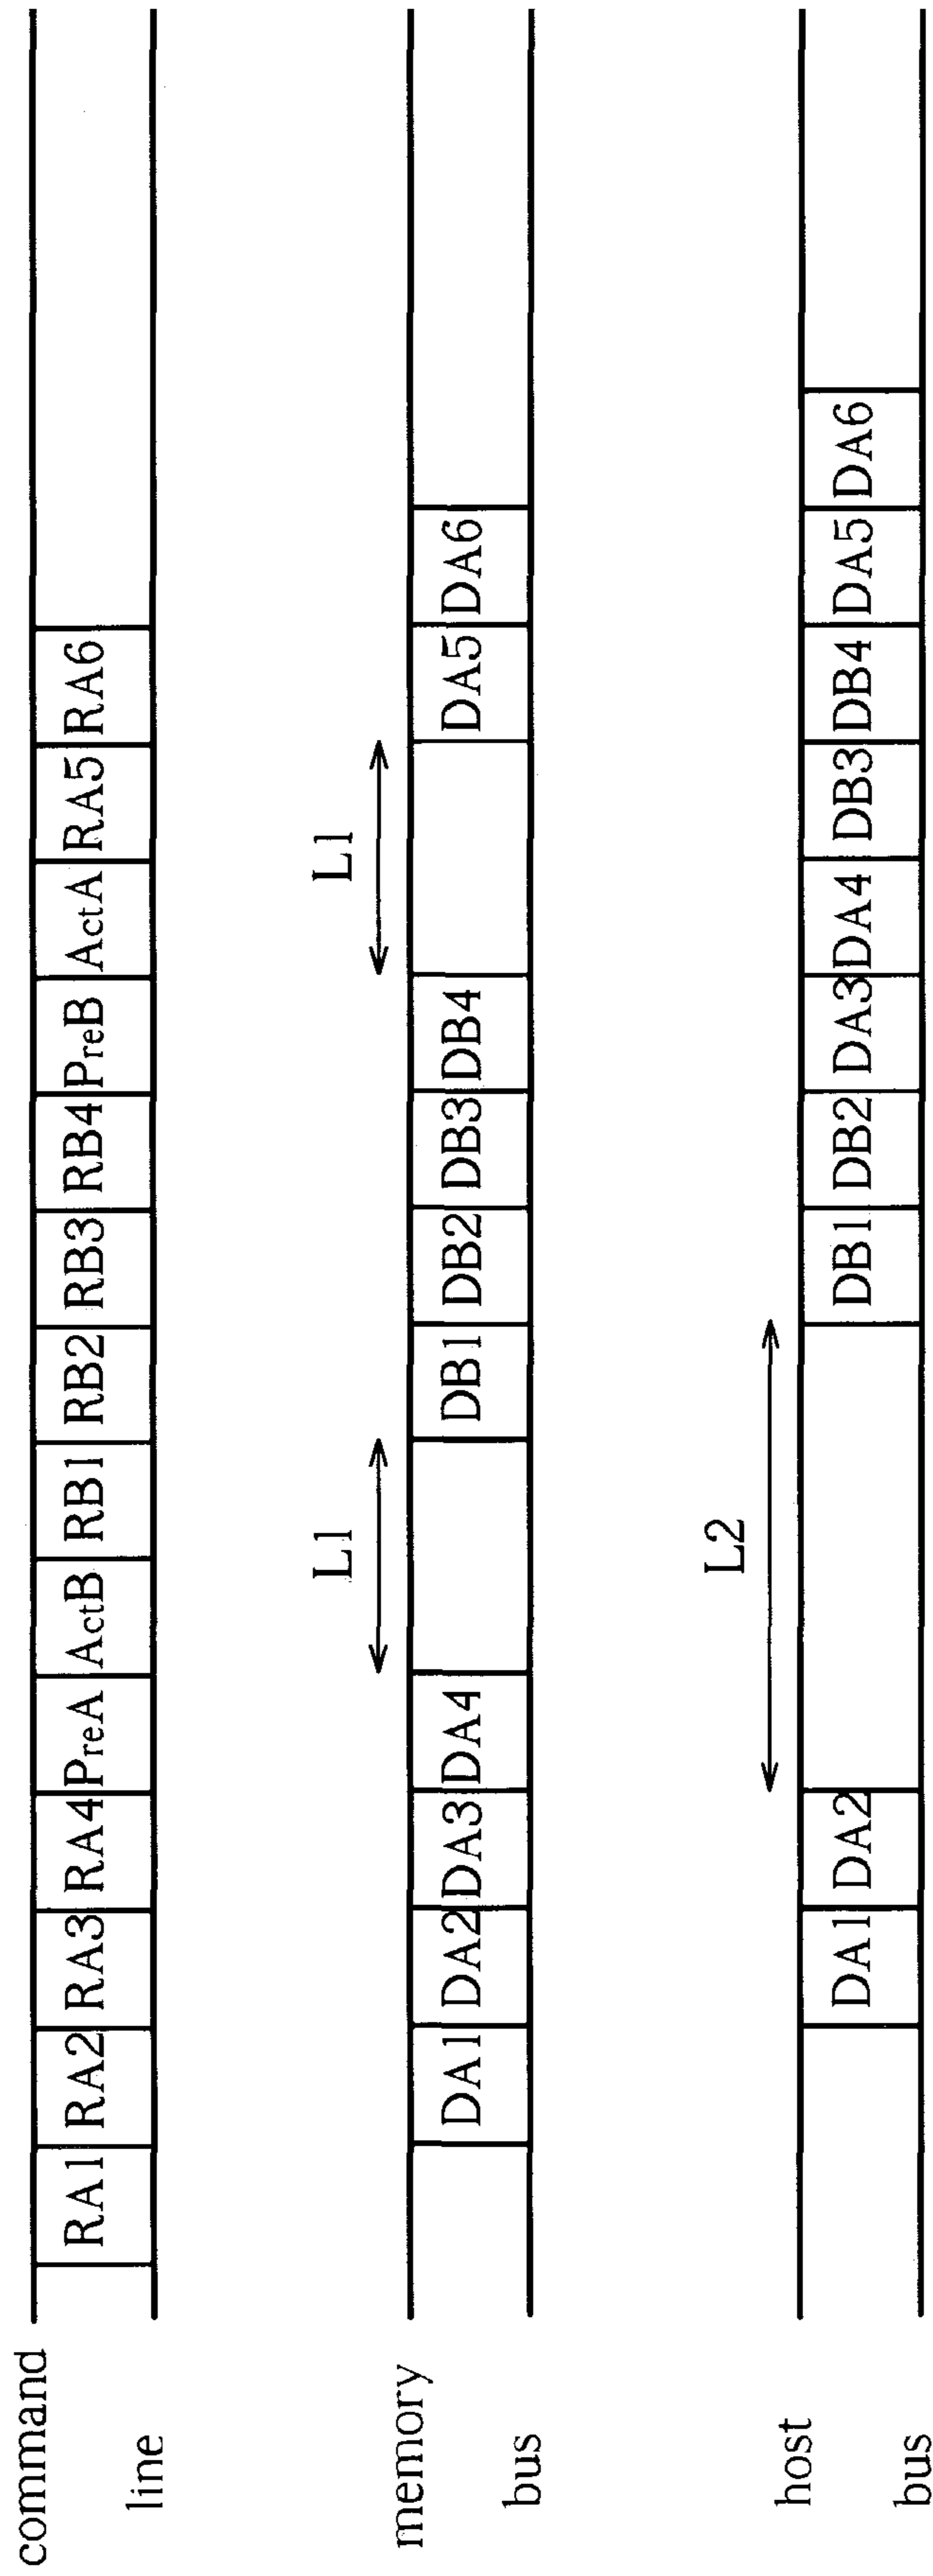 command
line
RA1 RA2 RA3 RA4 PreA ActB RB1 RB2 RB3 RB4 PreB ActA RA5 RA6
L1 L1
memory
bus
DA1 DA2 DA3 DA4 DB1 DB2 DB3 DB4 DA5 DA6
L2
host
bus
DA1 DA2 DB1 DB2 DA3 DA4 DB3 DB4 DA5 DA6